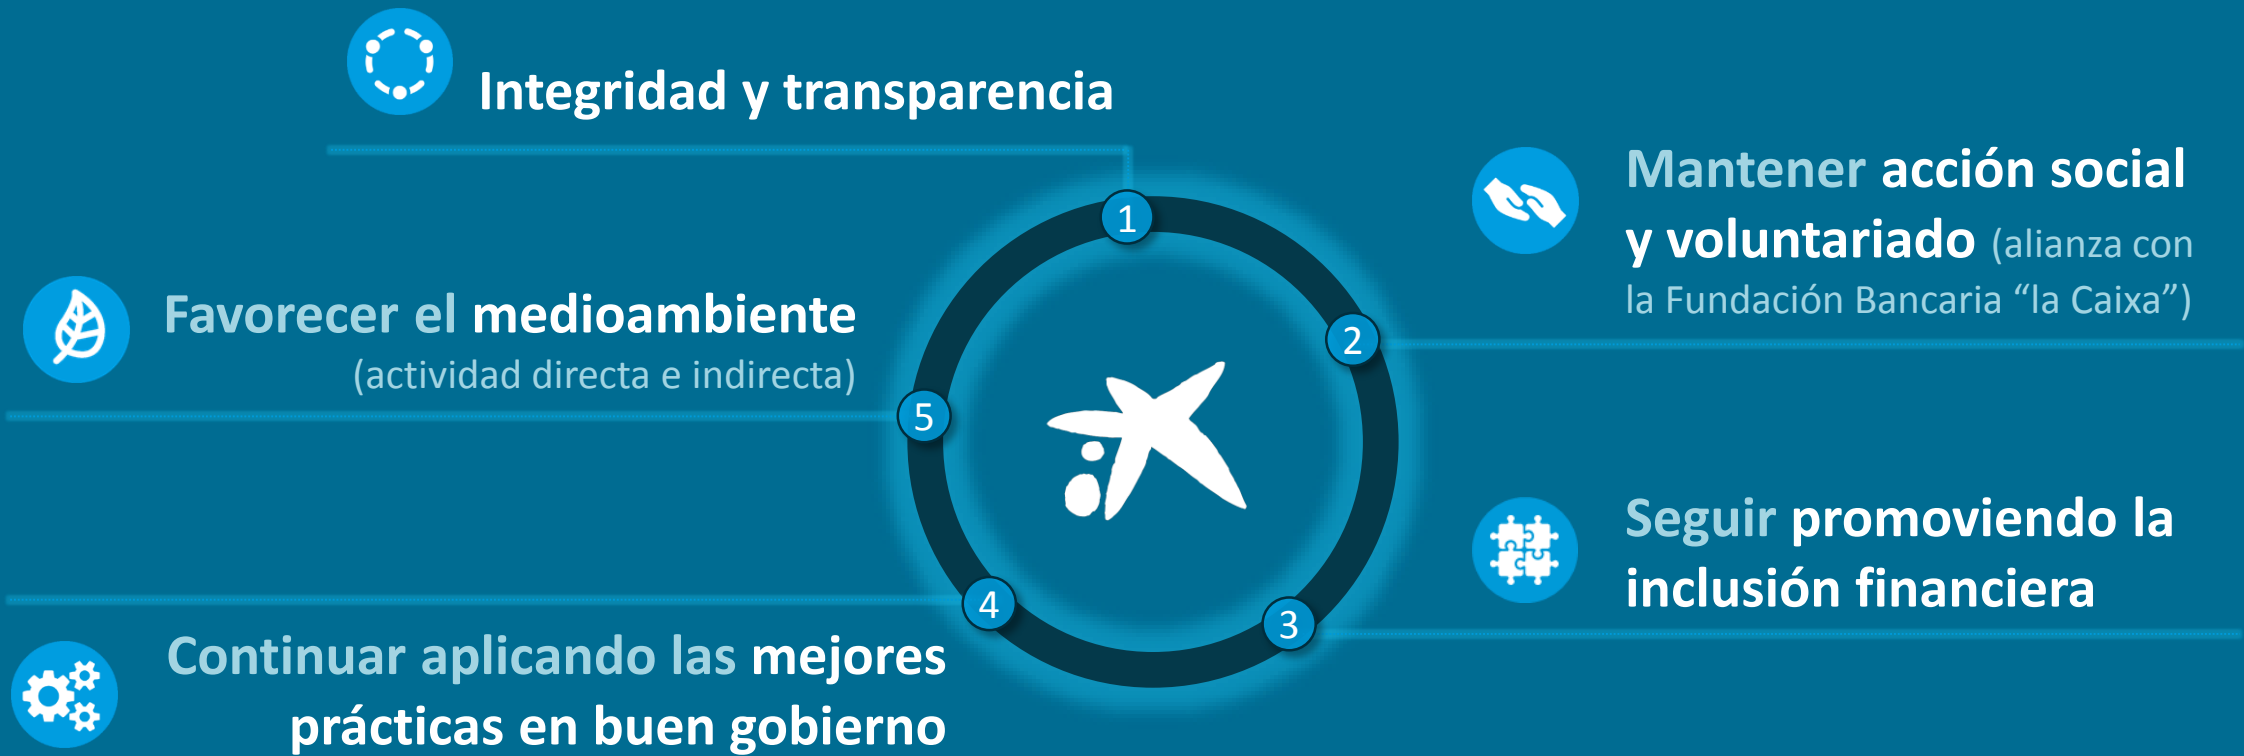 Integridad y transparencia
1
Mantener acción social
y voluntariado (alianza con
la Fundación Bancaria “la Caixa”)
2
Seguir promoviendo la
inclusión financiera
3
4
Continuar aplicando las mejores
prácticas en buen gobierno
5
Favorecer el medioambiente
(actividad directa e indirecta)